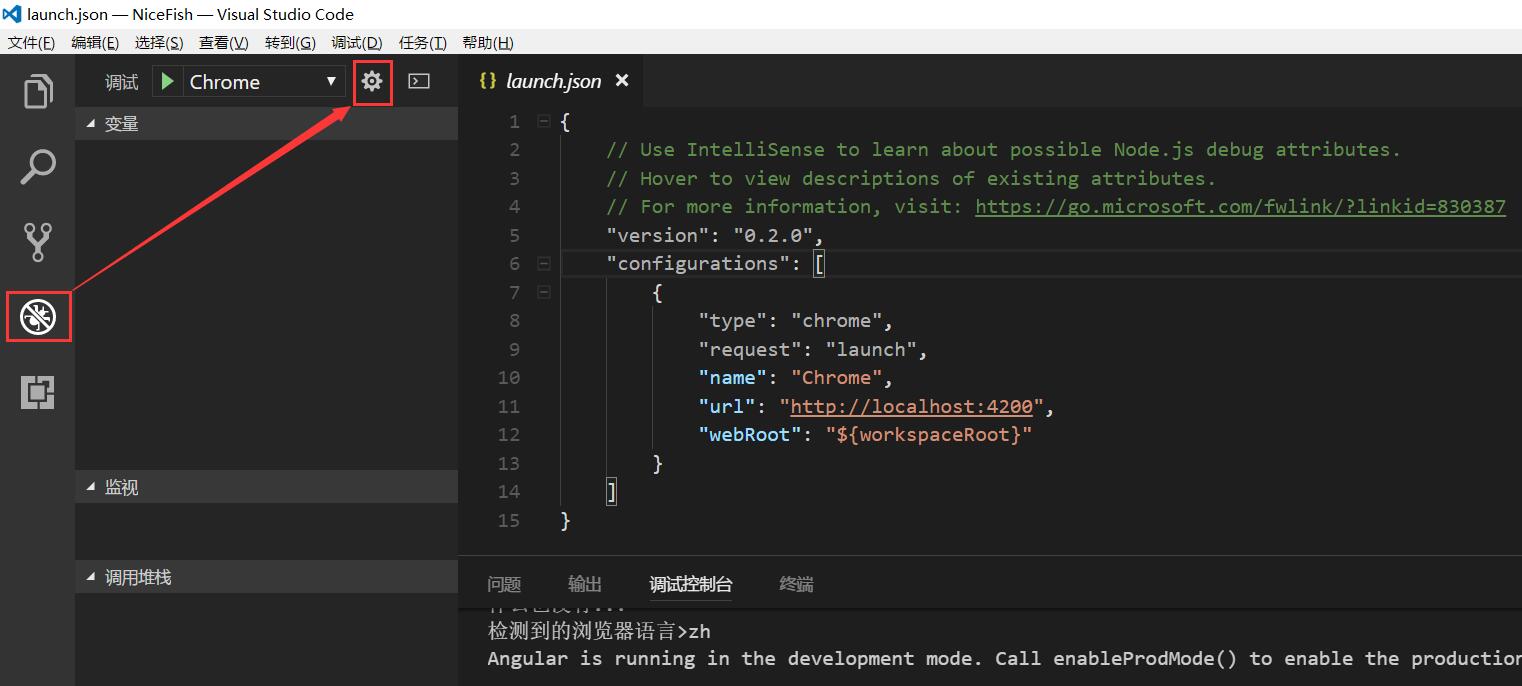 launch.json — NiceFish — Visual Studio Code
文件(F) 编辑(E) 选择(S) 查看(V) 转到(G) 调试(D) 任务(T) 帮助(H)
调试 Chrome
变量
监视
调用堆栈
{} launch.json ×
1 {
2 // Use IntelliSense to learn about possible Node.js debug attributes.
3 // Hover to view descriptions of existing attributes.
4 // For more information, visit: https://go.microsoft.com/fwlink/?linkid=830387
5 "version": "0.2.0",
6 "configurations": [
7 {
8 "type": "chrome",
9 "request": "launch",
10 "name": "Chrome",
11 "url": "http://localhost:4200",
12 "webRoot": "${workspaceRoot}"
13 }
14 ]
15 }
问题 输出 调试控制台 终端
检测到的浏览器语言>zh
Angular is running in the development mode. Call enableProdMode() to enable the production